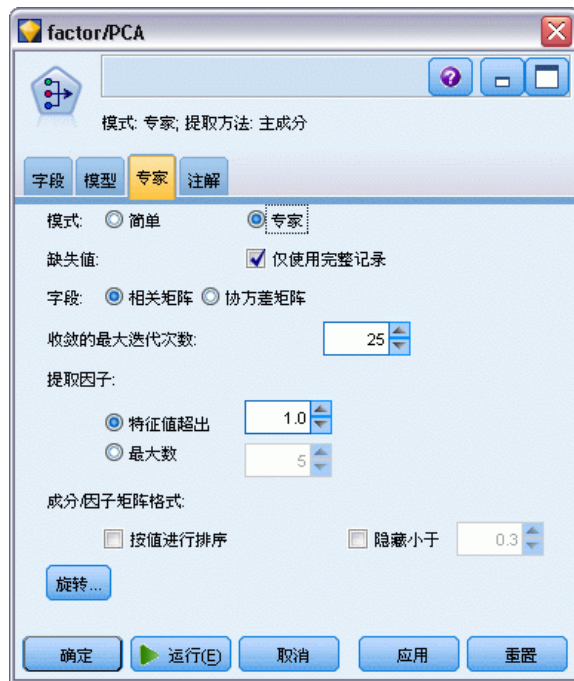 factor/PCA
模式: 专家; 提取方法: 主成分
字段 模型 专家 注解
模式: 简单 专家
缺失值: 仅使用完整记录
字段: 相关矩阵 协方差矩阵
收敛的最大迭代次数: 25
提取因子:
特征值超出 1.0
最大数 5
成分/因子矩阵格式:
按值进行排序 隐藏小于 0.3
旋转...
确定 运行(E) 取消 应用 重置